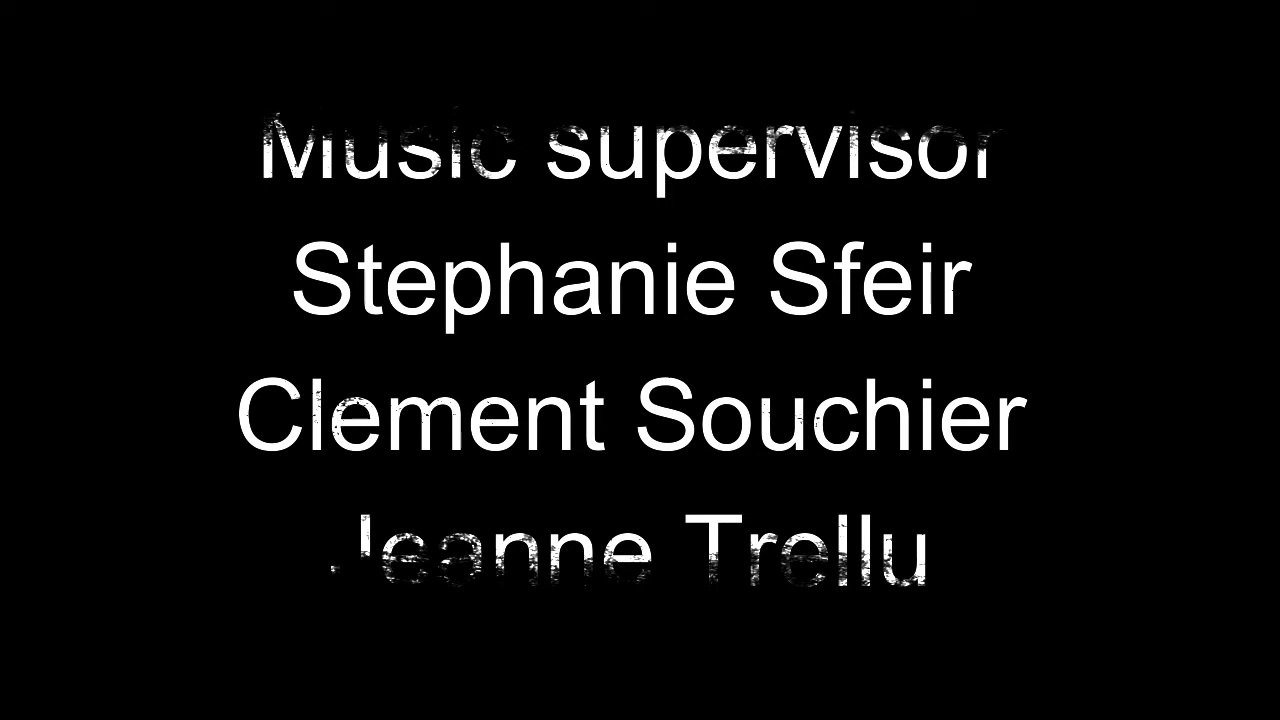 Music supervisor
Stephanie Sfeir
Clement Souchier
Jeanne Trellu